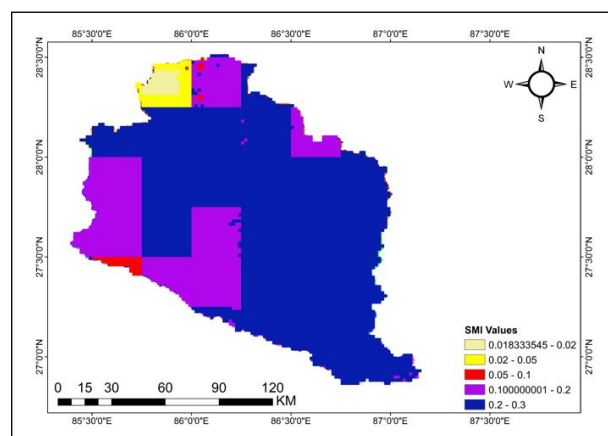 85°30'0"E 86°0'0"E 86°30'0"E 87°0'0"E 87°30'0"E
28°30'0"N 28°30'0"N
N
W E
S
28°0'0"N 28°0'0"N
27°30'0"N 27°30'0"N
27°0'0"N 27°0'0"N
SMI Values
0.018333545 - 0.02
0.02 - 0.05
0.05 - 0.1
0.100000001 - 0.2
0.2 - 0.3
0 15 30 60 90 120
KM
85°30'0"E 86°0'0"E 86°30'0"E 87°0'0"E 87°30'0"E